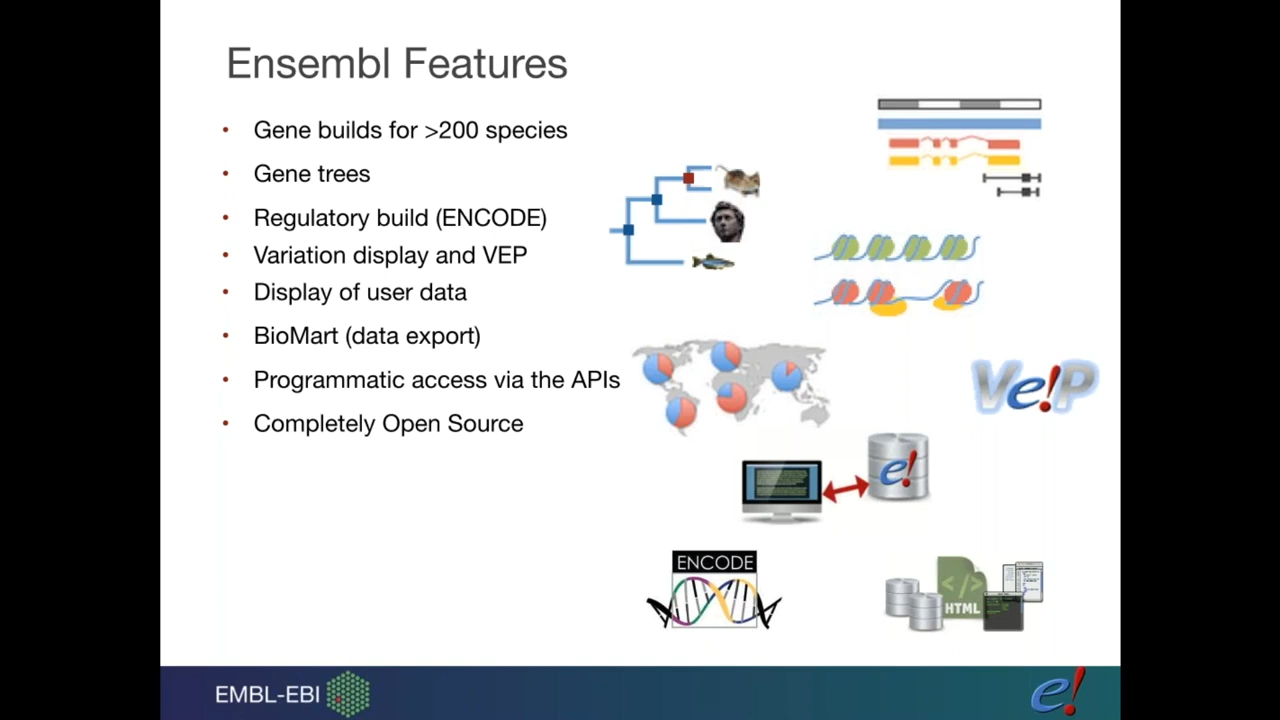 Ensembl Features
• Gene builds for >200 species
• Gene trees
• Regulatory build (ENCODE)
• Variation display and VEP
• Display of user data
• BioMart (data export)
• Programmatic access via the APIs
• Completely Open Source
Ve!P
e!
ENCODE
</>
HTML
EMBL-EBI
e!